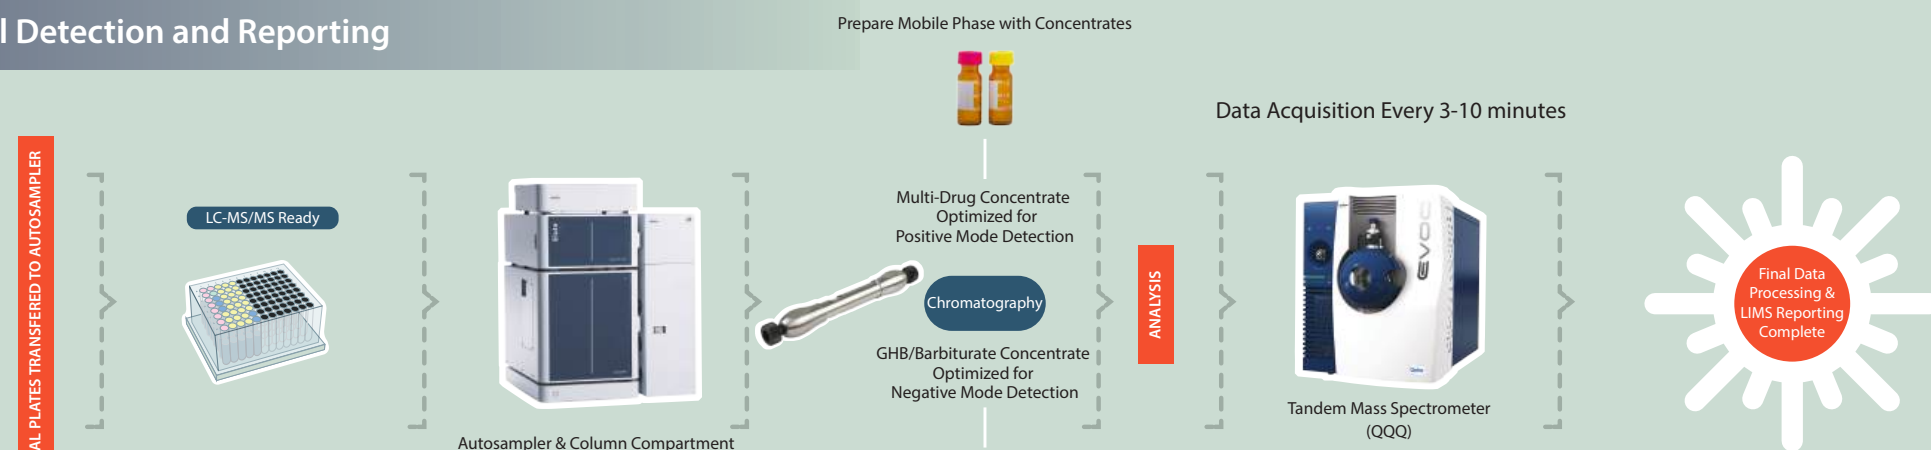 l Detection and Reporting
Prepare Mobile Phase with Concentrates
Data Acquisition Every 3-10 minutes
AL PLATES TRANSFERED TO AUTOSAMPLER
LC-MS/MS Ready
Autosampler & Column Compartment
Multi-Drug Concentrate
Optimized for
Positive Mode Detection
Chromatography
GHB/Barbiturate Concentrate
Optimized for
Negative Mode Detection
ANALYSIS
EVOQ
Tandem Mass Spectrometer
(QQQ)
Final Data
Processing &
LIMS Reporting
Complete